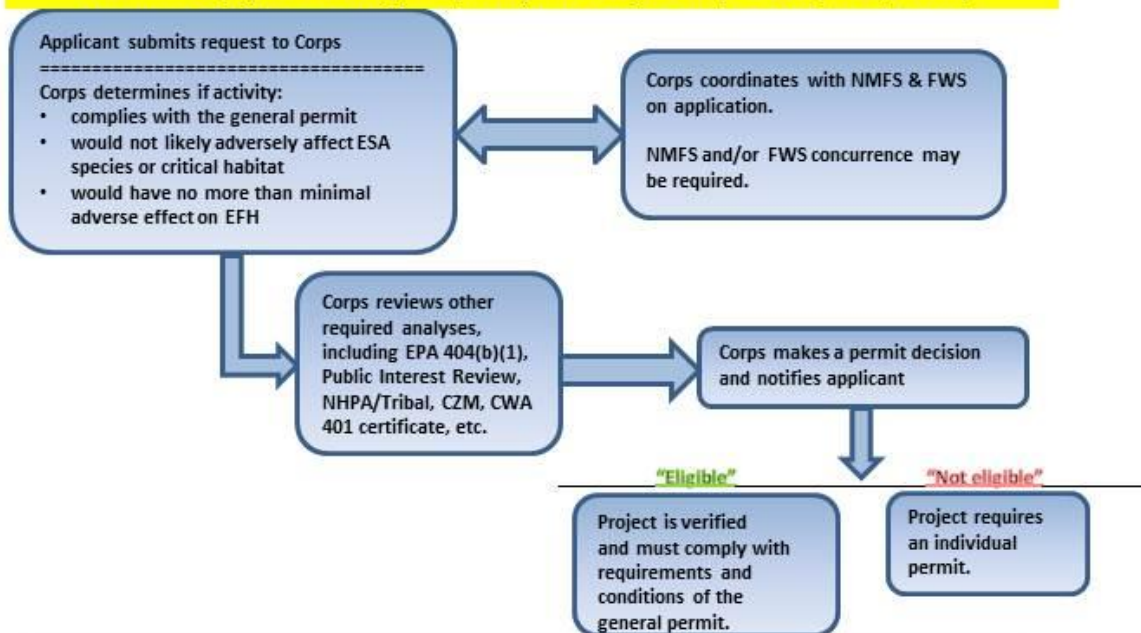 Applicant submits request to Corps
=====================================
Corps determines if activity:
• complies with the general permit
• would not likely adversely affect ESA
species or critical habitat
• would have no more than minimal
adverse effect on EFH
Corps coordinates with NMFS & FWS
on application.
NMFS and/or FWS concurrence may
be required.
Corps reviews other
required analyses,
including EPA 404(b)(1),
Public Interest Review,
NHPA/Tribal, CZM, CWA
401 certificate, etc.
Corps makes a permit decision
and notifies applicant
"Eligible"
"Not eligible"
Project is verified
and must comply with
requirements and
conditions of the
general permit.
Project requires
an individual
permit.